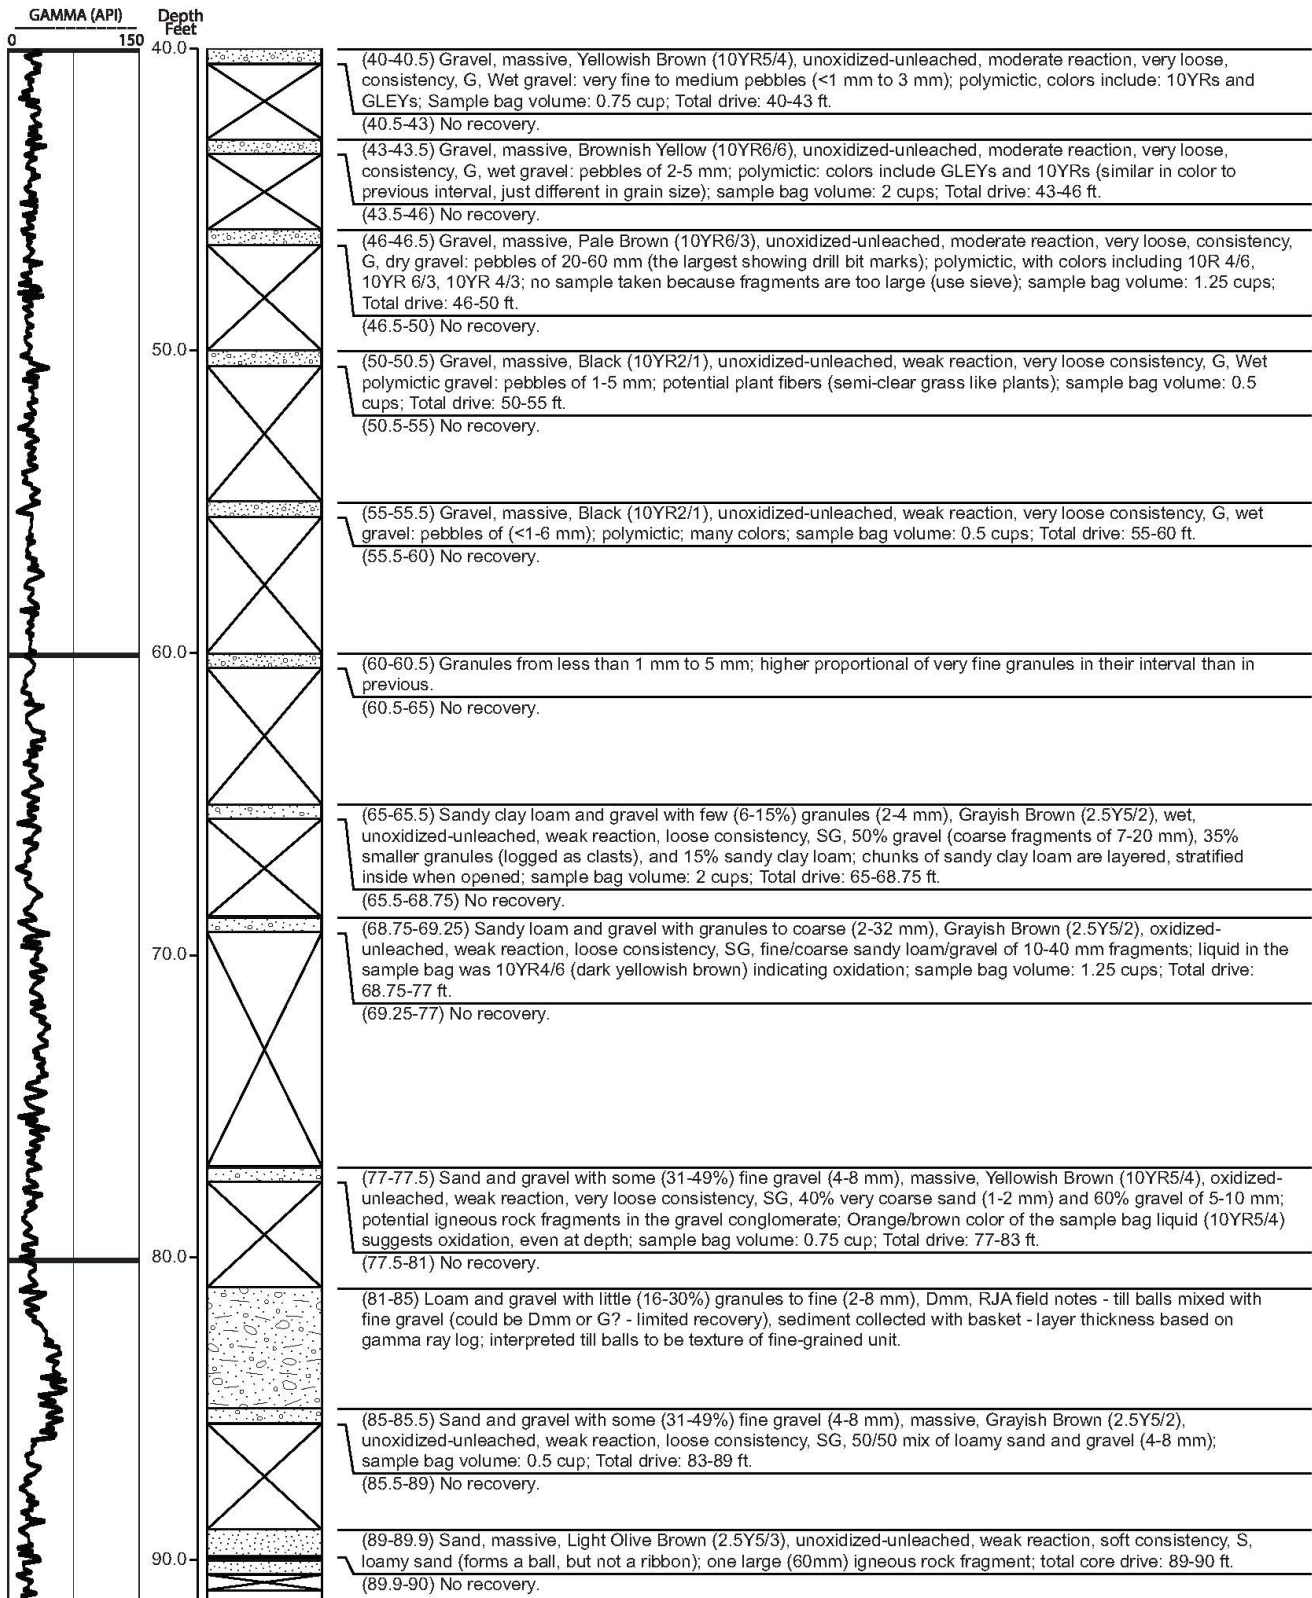 GAMMA (API)
0 150
Depth
Feet
40.0
(40-40.5) Gravel, massive, Yellowish Brown (10YR5/4), unoxidized-unleached, moderate reaction, very loose,
consistency, G, Wet gravel: very fine to medium pebbles (<1 mm to 3 mm); polymictic, colors include: 10YRs and
GLEYs; Sample bag volume: 0.75 cup; Total drive: 40-43 ft.
(40.5-43) No recovery.
(43-43.5) Gravel, massive, Brownish Yellow (10YR6/6), unoxidized-unleached, moderate reaction, very loose,
consistency, G, wet gravel: pebbles of 2-5 mm; polymictic: colors include GLEYs and 10YRs (similar in color to
previous interval, just different in grain size); sample bag volume: 2 cups; Total drive: 43-46 ft.
(43.5-46) No recovery.
(46-46.5) Gravel, massive, Pale Brown (10YR6/3), unoxidized-unleached, moderate reaction, very loose, consistency,
G, dry gravel: pebbles of 20-60 mm (the largest showing drill bit marks); polymictic, with colors including 10R 4/6,
10YR 6/3, 10YR 4/3; no sample taken because fragments are too large (use sieve); sample bag volume: 1.25 cups;
Total drive: 46-50 ft.
(46.5-50) No recovery.
50.0
(50-50.5) Gravel, massive, Black (10YR2/1), unoxidized-unleached, weak reaction, very loose consistency, G, Wet
polymictic gravel: pebbles of 1-5 mm; potential plant fibers (semi-clear grass like plants); sample bag volume: 0.5
cups; Total drive: 50-55 ft.
(50.5-55) No recovery.
(55-55.5) Gravel, massive, Black (10YR2/1), unoxidized-unleached, weak reaction, very loose consistency, G, wet
gravel: pebbles of (<1-6 mm); polymictic; many colors; sample bag volume: 0.5 cups; Total drive: 55-60 ft.
(55.5-60) No recovery.
60.0
(60-60.5) Granules from less than 1 mm to 5 mm; higher proportional of very fine granules in their interval than in
previous.
(60.5-65) No recovery.
(65-65.5) Sandy clay loam and gravel with few (6-15%) granules (2-4 mm), Grayish Brown (2.5Y5/2), wet,
unoxidized-unleached, weak reaction, loose consistency, SG, 50% gravel (coarse fragments of 7-20 mm), 35%
smaller granules (logged as clasts), and 15% sandy clay loam; chunks of sandy clay loam are layered, stratified
inside when opened; sample bag volume: 2 cups; Total drive: 65-68.75 ft.
(65.5-68.75) No recovery.
(68.75-69.25) Sandy loam and gravel with granules to coarse (2-32 mm), Grayish Brown (2.5Y5/2), oxidized-
unleached, weak reaction, loose consistency, SG, fine/coarse sandy loam/gravel of 10-40 mm fragments; liquid in the
70.0
sample bag was 10YR4/6 (dark yellowish brown) indicating oxidation; sample bag volume: 1.25 cups; Total drive:
68.75-77 ft.
(69.25-77) No recovery.
(77-77.5) Sand and gravel with some (31-49%) fine gravel (4-8 mm), massive, Yellowish Brown (10YR5/4), oxidized-
unleached, weak reaction, very loose consistency, SG, 40% very coarse sand (1-2 mm) and 60% gravel of 5-10 mm;
potential igneous rock fragments in the gravel conglomerate; Orange/brown color of the sample bag liquid (10YR5/4)
suggests oxidation, even at depth; sample bag volume: 0.75 cup; Total drive: 77-83 ft.
80.0
(77.5-81) No recovery.
(81-85) Loam and gravel with little (16-30%) granules to fine (2-8 mm), Dmm, RJA field notes - till balls mixed with
fine gravel (could be Dmm or G? - limited recovery), sediment collected with basket - layer thickness based on
gamma ray log; interpreted till balls to be texture of fine-grained unit.
(85-85.5) Sand and gravel with some (31-49%) fine gravel (4-8 mm), massive, Grayish Brown (2.5Y5/2),
unoxidized-unleached, weak reaction, loose consistency, SG, 50/50 mix of loamy sand and gravel (4-8 mm);
sample bag volume: 0.5 cup; Total drive: 83-89 ft.
(85.5-89) No recovery.
(89-89.9) Sand, massive, Light Olive Brown (2.5Y5/3), unoxidized-unleached, weak reaction, soft consistency, S,
90.0
loamy sand (forms a ball, but not a ribbon); one large (60mm) igneous rock fragment; total core drive: 89-90 ft.
(89.9-90) No recovery.